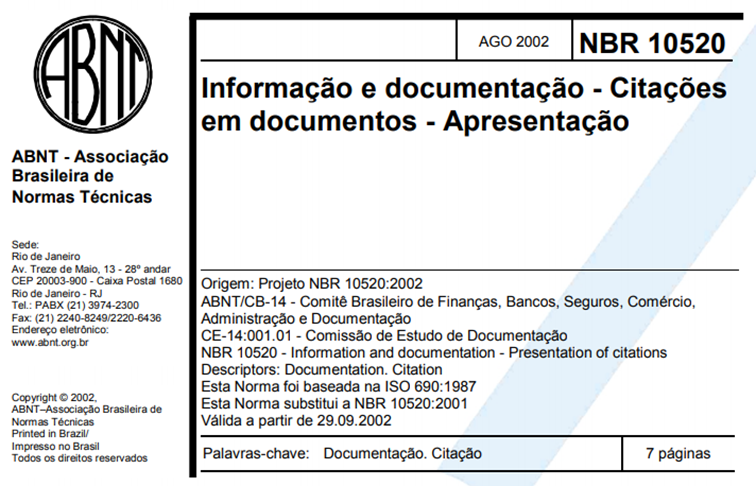 ABNT
ABNT - Associação
Brasileira de
Normas Técnicas
Sede:
Rio de Janeiro
Av. Treze de Maio, 13 - 28º andar
CEP 20003-900 - Caixa Postal 1680
Rio de Janeiro - RJ
Tel.: PABX (21) 3974-2300
Fax: (21) 2240-8249/2220-6436
Endereço eletrônico:
www.abnt.org.br
Copyright © 2002,
ABNT–Associação Brasileira de
Normas Técnicas
Printed in Brazil/
Impresso no Brasil
Todos os direitos reservados
AGO 2002
NBR 10520
Informação e documentação - Citações
em documentos - Apresentação
Origem: Projeto NBR 10520:2002
ABNT/CB-14 - Comitê Brasileiro de Finanças, Bancos, Seguros, Comércio,
Administração e Documentação
CE-14:001.01 - Comissão de Estudo de Documentação
NBR 10520 - Information and documentation - Presentation of citations
Descriptors: Documentation. Citation
Esta Norma foi baseada na ISO 690:1987
Esta Norma substitui a NBR 10520:2001
Válida a partir de 29.09.2002
Palavras-chave: Documentação. Citação
7 páginas